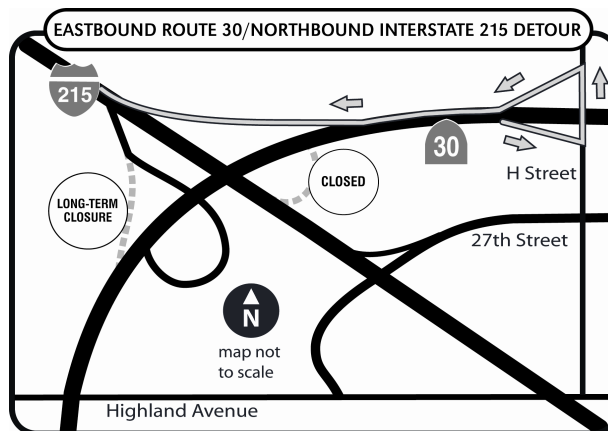 EASTBOUND ROUTE 30/NORTHBOUND INTERSTATE 215 DETOUR
215
30
H Street
CLOSED
LONG-TERM
CLOSURE
27th Street
N
map not
to scale
Highland Avenue